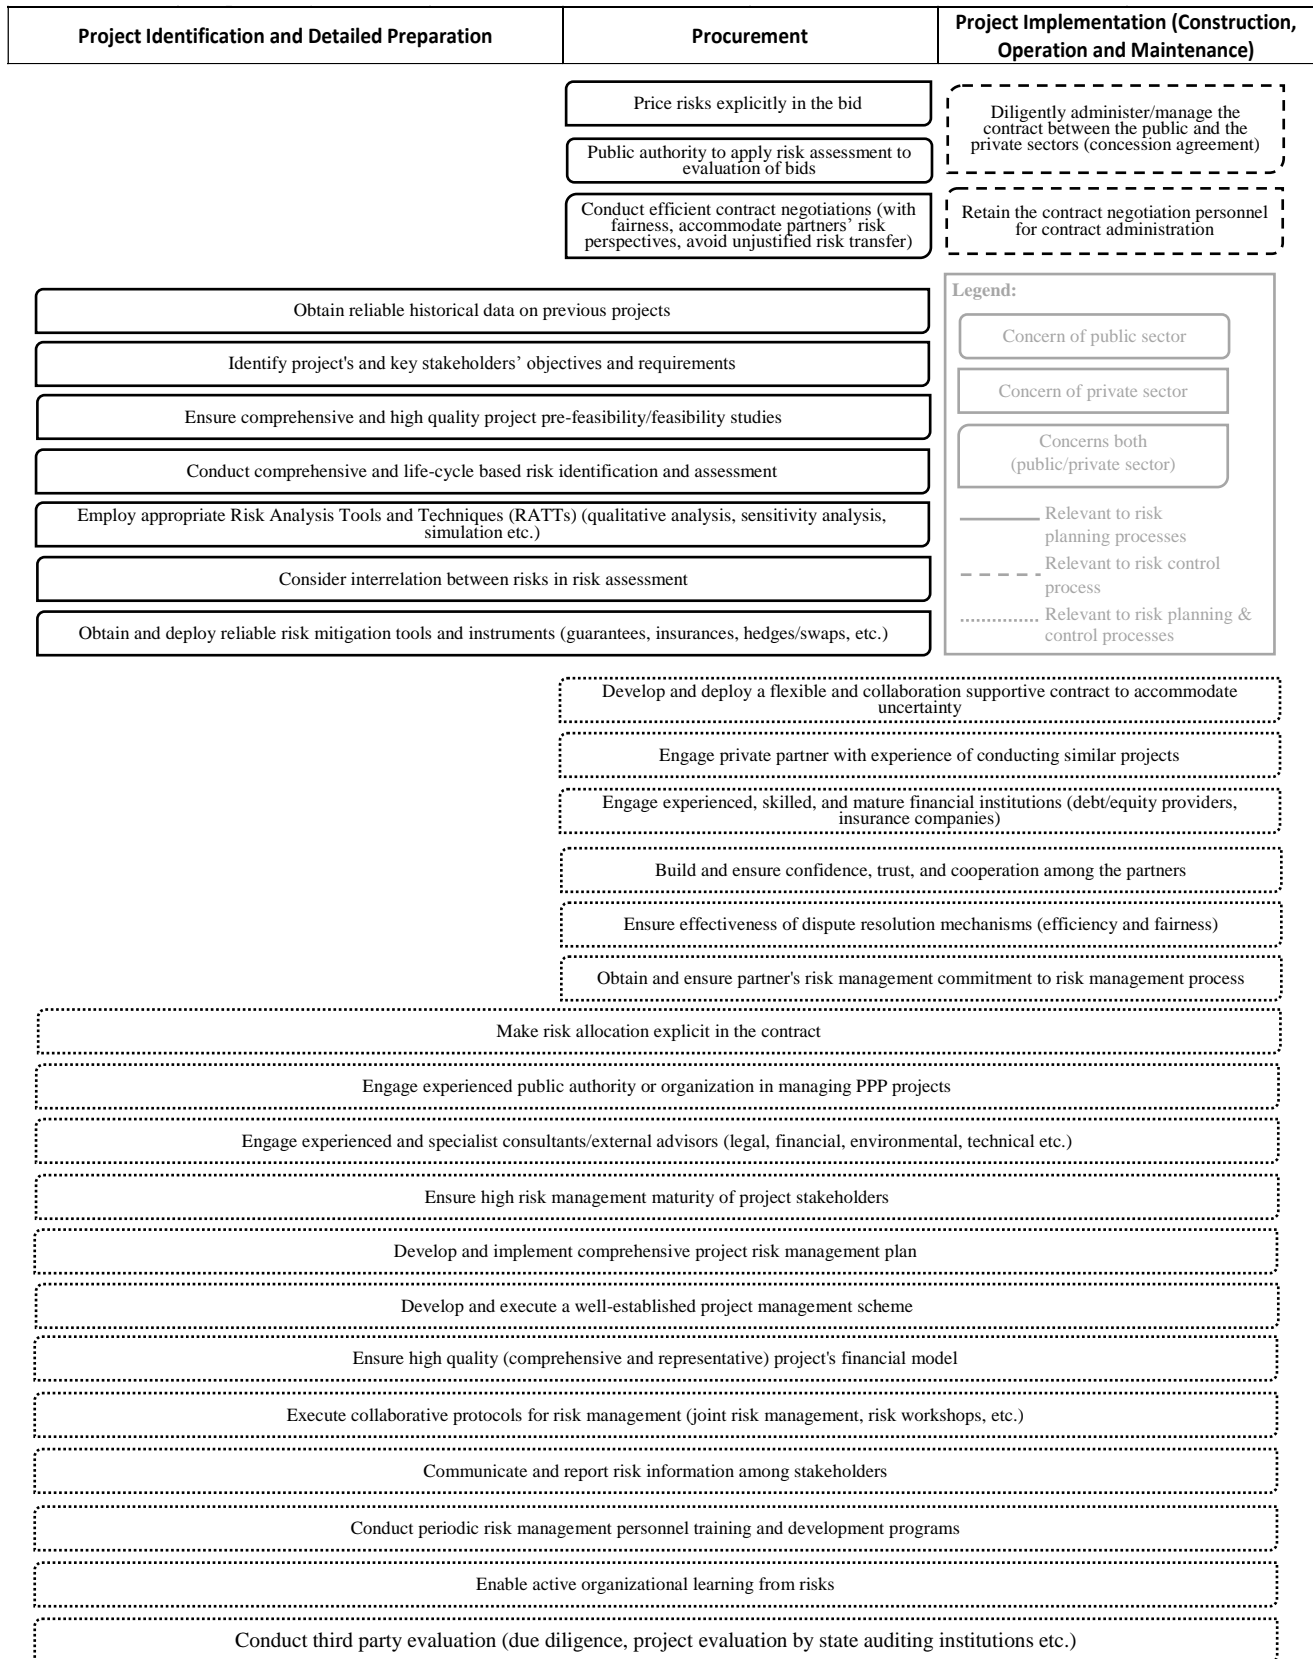 Project Identification and Detailed Preparation
Procurement
Project Implementation (Construction,
Operation and Maintenance)
Price risks explicitly in the bid
Public authority to apply risk assessment to
evaluation of bids
Conduct efficient contract negotiations (with
fairness, accommodate partners’ risk
perspectives, avoid unjustified risk transfer)
Diligently administer/manage the
contract between the public and the
private sectors (concession agreement)
Retain the contract negotiation personnel
for contract administration
Obtain reliable historical data on previous projects
Identify project's and key stakeholders’ objectives and requirements
Ensure comprehensive and high quality project pre-feasibility/feasibility studies
Conduct comprehensive and life-cycle based risk identification and assessment
Employ appropriate Risk Analysis Tools and Techniques (RATTs) (qualitative analysis, sensitivity analysis,
simulation etc.)
Consider interrelation between risks in risk assessment
Obtain and deploy reliable risk mitigation tools and instruments (guarantees, insurances, hedges/swaps, etc.)
Legend:
Concern of public sector
Concern of private sector
Concerns both
(public/private sector)
Relevant to risk
planning processes
Relevant to risk control
process
Relevant to risk planning &
control processes
Develop and deploy a flexible and collaboration supportive contract to accommodate
uncertainty
Engage private partner with experience of conducting similar projects
Engage experienced, skilled, and mature financial institutions (debt/equity providers,
insurance companies)
Build and ensure confidence, trust, and cooperation among the partners
Ensure effectiveness of dispute resolution mechanisms (efficiency and fairness)
Obtain and ensure partner's risk management commitment to risk management process
Make risk allocation explicit in the contract
Engage experienced public authority or organization in managing PPP projects
Engage experienced and specialist consultants/external advisors (legal, financial, environmental, technical etc.)
Ensure high risk management maturity of project stakeholders
Develop and implement comprehensive project risk management plan
Develop and execute a well-established project management scheme
Ensure high quality (comprehensive and representative) project's financial model
Execute collaborative protocols for risk management (joint risk management, risk workshops, etc.)
Communicate and report risk information among stakeholders
Conduct periodic risk management personnel training and development programs
Enable active organizational learning from risks
Conduct third party evaluation (due diligence, project evaluation by state auditing institutions etc.)